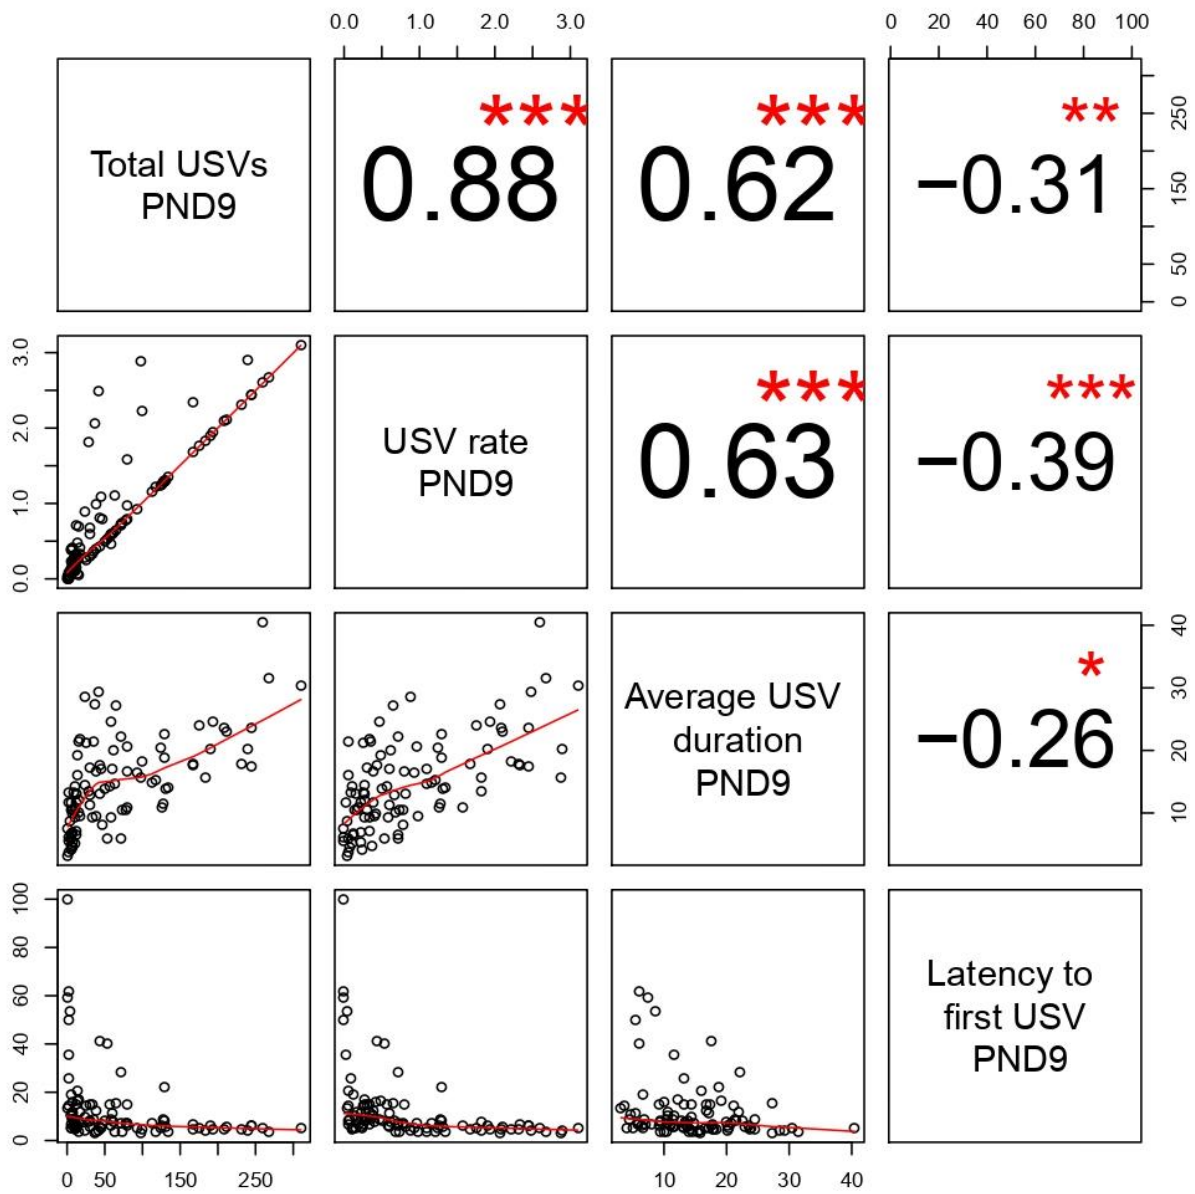 0.0 1.0 2.0 3.0 0 20 40 60 80 100
*** *** **
Total USVs
PND9
0.88 0.62 −0.31
0 50 150 250
*** ***
USV rate
PND9
0.63 −0.39
0.0 1.0 2.0 3.0
*
Average USV
duration
PND9
−0.26
10 20 30 40
Latency to
first USV
PND9
0 20 40 60 80 100
0 50 150 250 10 20 30 40